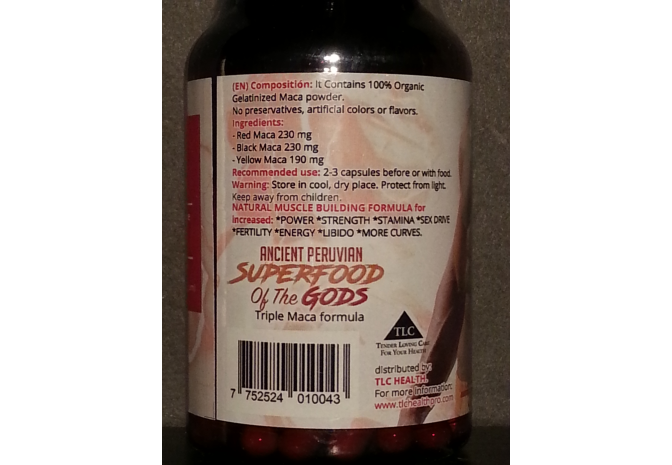 (EN) Composition: It Contains 100% Organic
Gelatinized Maca powder.
No preservatives, artificial colors or flavors.
Ingredients:
- Red Maca 230 mg
- Black Maca 230 mg
- Yellow Maca 190 mg
Recommended use: 2-3 capsules before or with food.
Warning: Store in cool, dry place. Protect from light.
Keep away from children.
NATURAL MUSCLE BUILDING FORMULA for
increased: *POWER *STRENGTH *STAMINA *SEX DRIVE
*FERTILITY *ENERGY *LIBIDO *MORE CURVES.
ANCIENT PERUVIAN
SUPERFOOD
Of The GODS
Triple Maca formula
TLC
TENDER LOVING CARE
FOR YOUR HEALTH
distributed by:
TLC HEALTH.
For more information:
www.tlchealthpro.com
7 752524 010043